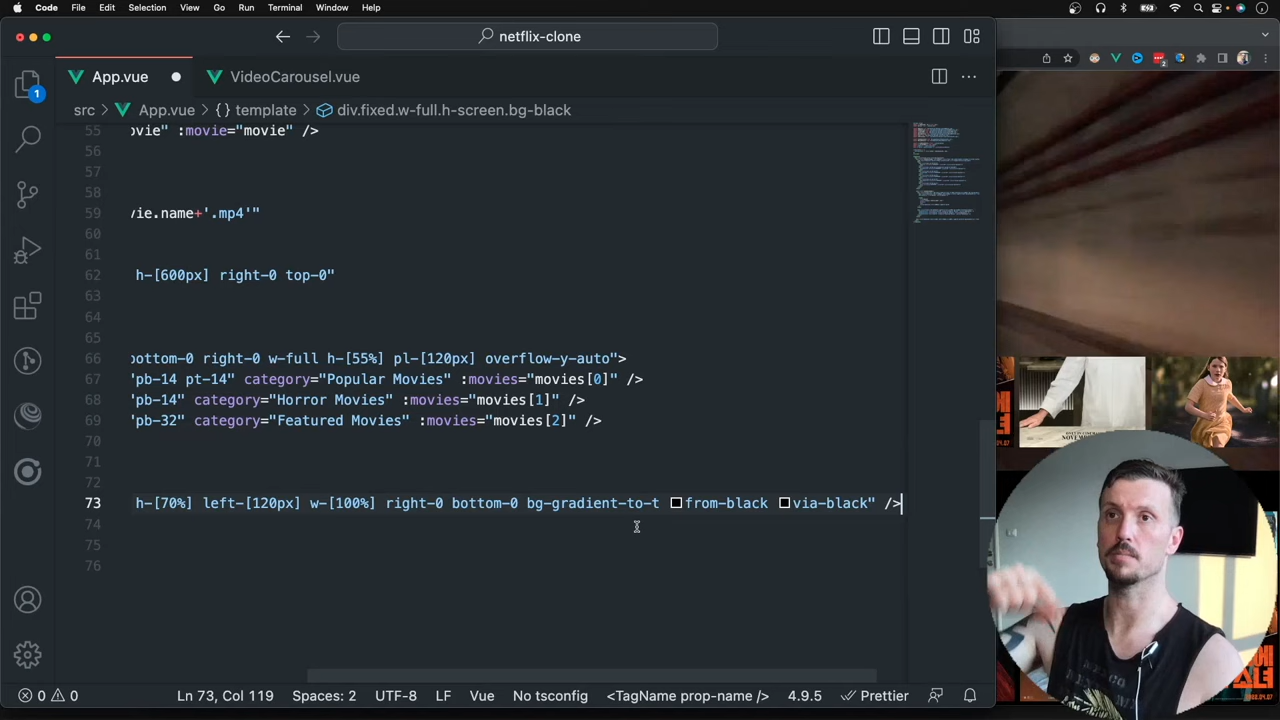 Code File Edit Selection View Go Run Terminal Window Help
netflix-clone
App.vue VideoCarousel.vue
2
1
src App.vue {} template div.fixed.w-full.h-screen.bg-black
55 ovie" :movie="movie" />
56
57
58
59 vie.name+'.mp4'"
60
61
62 h-[600px] right-0 top-0"
63
64
65
66 bottom-0 right-0 w-full h-[55%] pl-[120px] overflow-y-auto">
67 "pb-14 pt-14" category="Popular Movies" :movies="movies[0]" />
68 "pb-14" category="Horror Movies" :movies="movies[1]" />
69 "pb-32" category="Featured Movies" :movies="movies[2]" />
70
71
72
73 h-[70%] left-[120px] w-[100%] right-0 bottom-0 bg-gradient-to-t from-black via-black" />
74
75
76
0 0 Ln 73, Col 119 Spaces: 2 UTF-8 LF Vue No tsconfig <TagName prop-name /> 4.9.5 Prettier